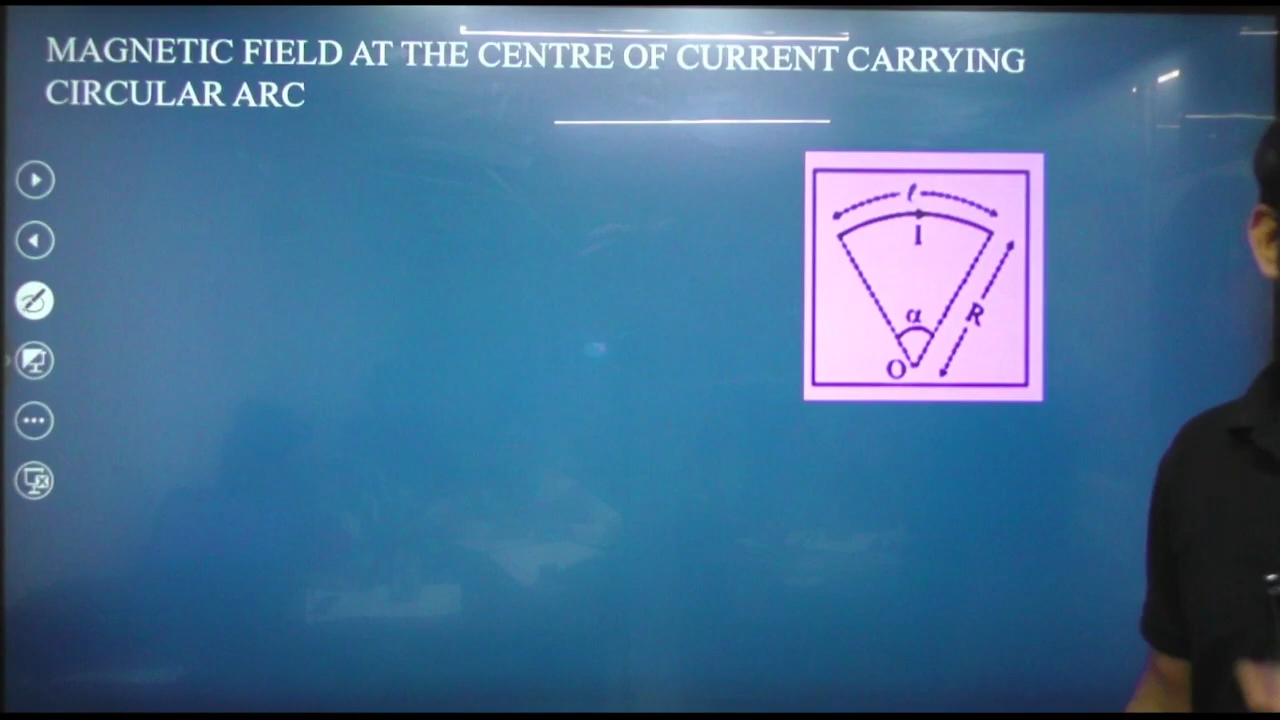 MAGNETIC FIELD AT THE CENTRE OF CURRENT CARRYING
CIRCULAR ARC
ℓ
I
α
R
O